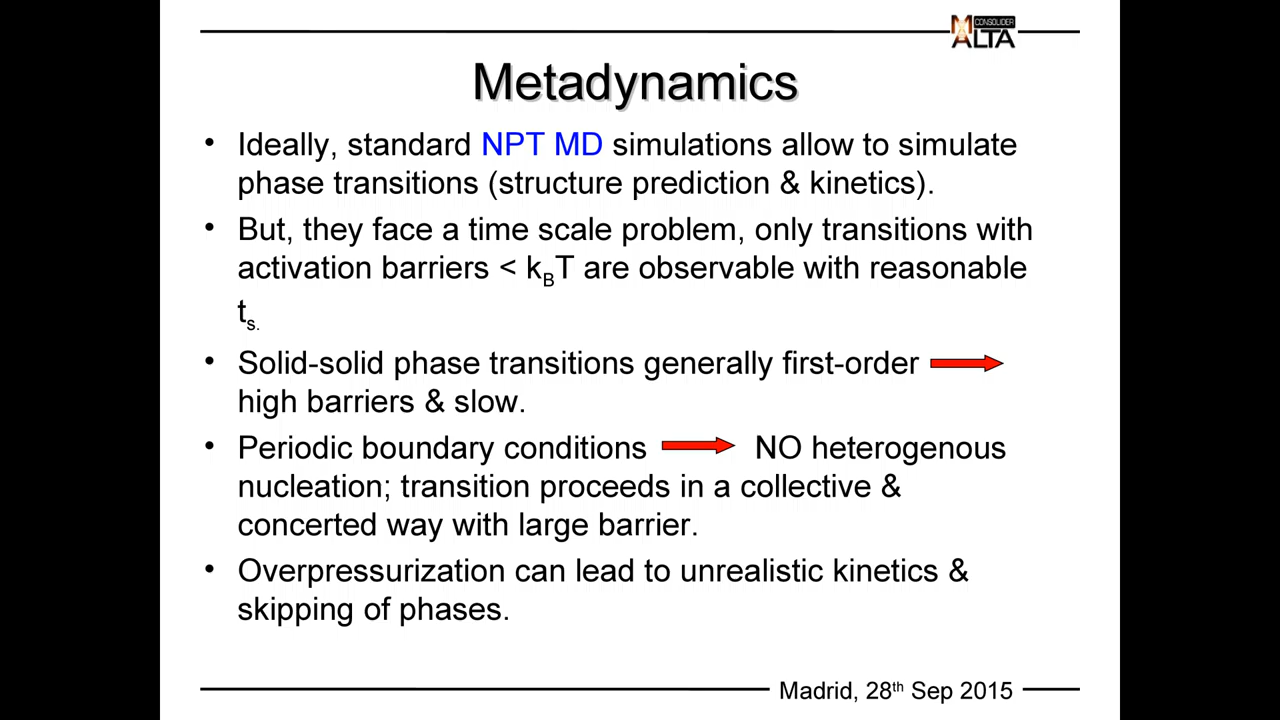 CONSOLIDER
MALTA
Metadynamics
• Ideally, standard NPT MD simulations allow to simulate
phase transitions (structure prediction & kinetics).
• But, they face a time scale problem, only transitions with
activation barriers < kBT are observable with reasonable
ts.
• Solid-solid phase transitions generally first-order
high barriers & slow.
• Periodic boundary conditions NO heterogenous
nucleation; transition proceeds in a collective &
concerted way with large barrier.
• Overpressurization can lead to unrealistic kinetics &
skipping of phases.
Madrid, 28th Sep 2015